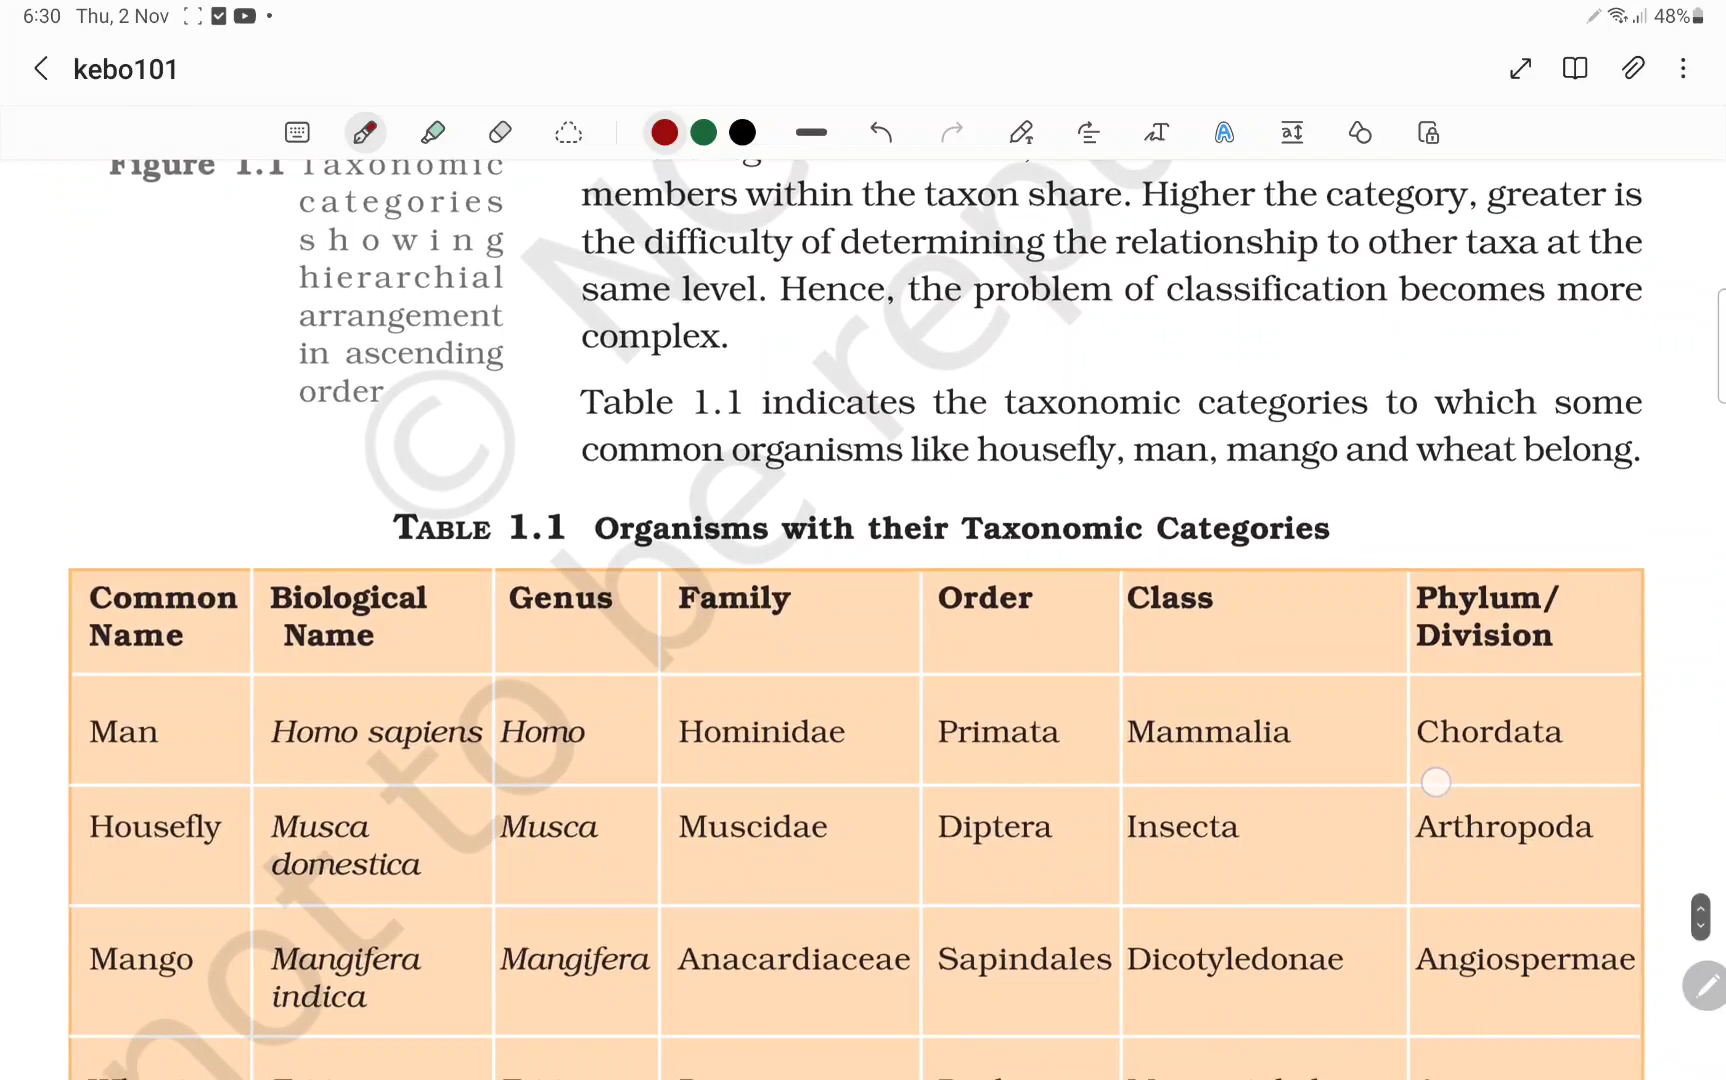 6:30 Thu, 2 Nov
48%
kebo101
Figure 1.1 Taxonomic
categories
showing
hierarchial
arrangement
in ascending
order
members within the taxon share. Higher the category, greater is
the difficulty of determining the relationship to other taxa at the
same level. Hence, the problem of classification becomes more
complex.
Table 1.1 indicates the taxonomic categories to which some
common organisms like housefly, man, mango and wheat belong.
TABLE 1.1 Organisms with their Taxonomic Categories
Common Name Biological Name Genus Family Order Class Phylum/ Division
Man Homo sapiens Homo Hominidae Primata Mammalia Chordata
Housefly Musca domestica Musca Muscidae Diptera Insecta Arthropoda
Mango Mangifera indica Mangifera Anacardiaceae Sapindales Dicotyledonae Angiospermae
© NC
not to be repu